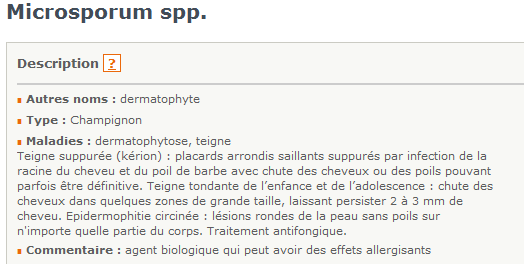 Microsporum spp.
Description ?
Autres noms : dermatophyte
Type : Champignon
Maladies : dermatophytose, teigne
Teigne suppurée (kérion) : placards arrondis saillants suppurés par infection de la
racine du cheveu et du poil de barbe avec chute des cheveux ou des poils pouvant
parfois être définitive. Teigne tondante de l’enfance et de l’adolescence : chute des
cheveux dans quelques zones de grande taille, laissant persister 2 à 3 mm de
cheveu. Epidermophitie circinée : lésions rondes de la peau sans poils sur
n'importe quelle partie du corps. Traitement antifongique.
Commentaire : agent biologique qui peut avoir des effets allergisants